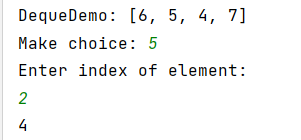 DequeDemo: [6, 5, 4, 7]
Make choice: 5
Enter index of element:
2
4